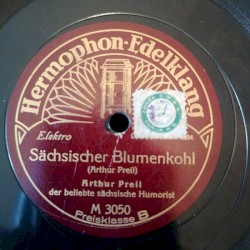 Hermophon-Edelklang
Elektro
Sächsischer Blumenkohl
(Arthur Preil)
Arthur Preil
der beliebte sächsische Humorist
M 3050
Preisklasse B